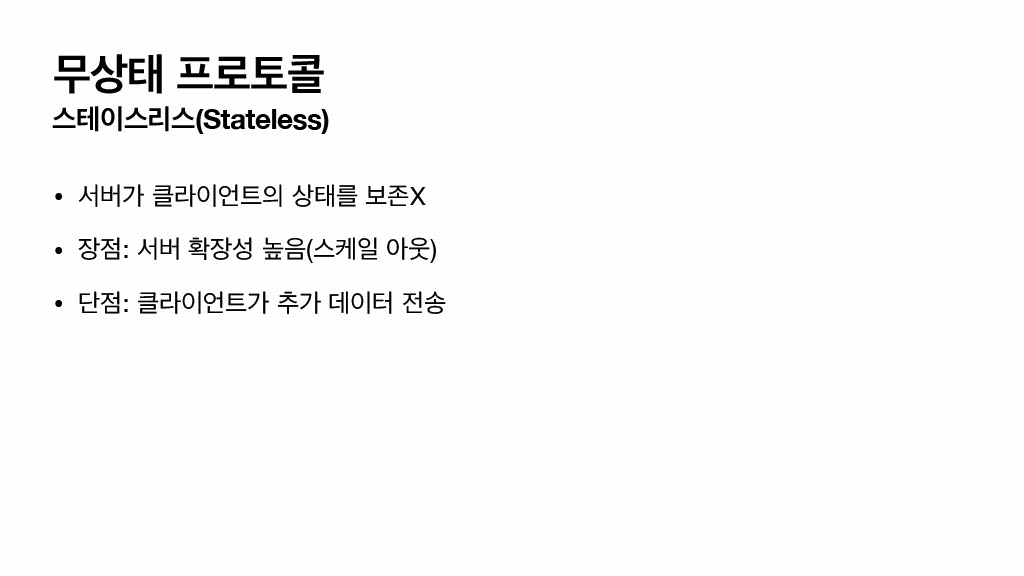 무상태 프로토콜
스테이스리스(Stateless)
• 서버가 클라이언트의 상태를 보존X
• 장점: 서버 확장성 높음(스케일 아웃)
• 단점: 클라이언트가 추가 데이터 전송